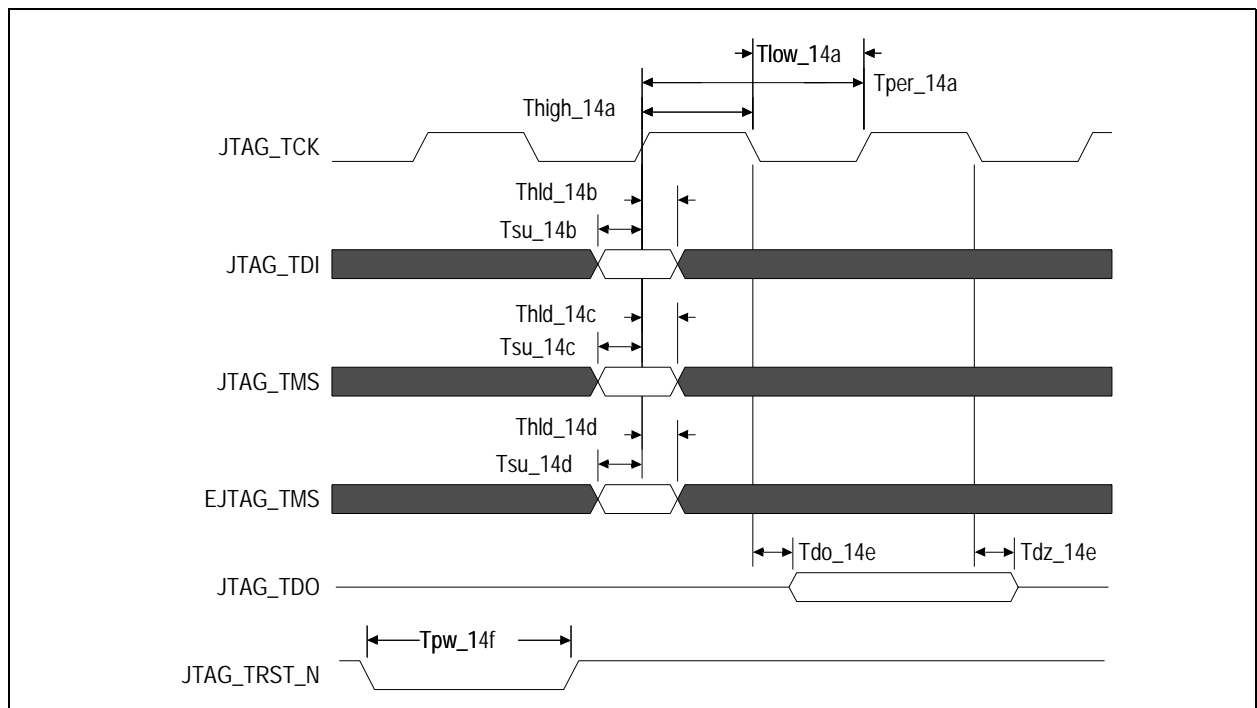 Tlow_14a
Tper_14a
Thigh_14a
JTAG_TCK
Thld_14b
Tsu_14b
JTAG_TDI
Thld_14c
Tsu_14c
JTAG_TMS
Thld_14d
Tsu_14d
EJTAG_TMS
Tdo_14e
Tdz_14e
JTAG_TDO
Tpw_14f
JTAG_TRST_N